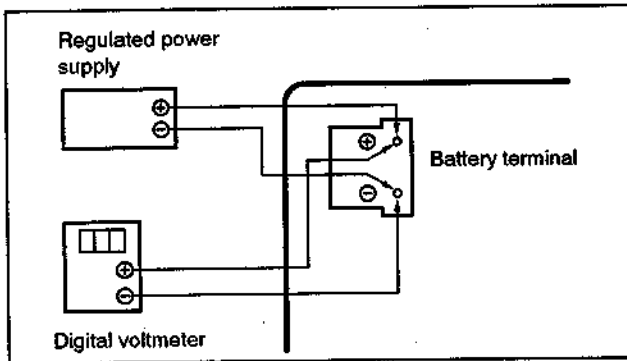 Regulated power
supply
⊕
⊖
⊕
⊖
Battery terminal
⊕
⊖
Digital voltmeter